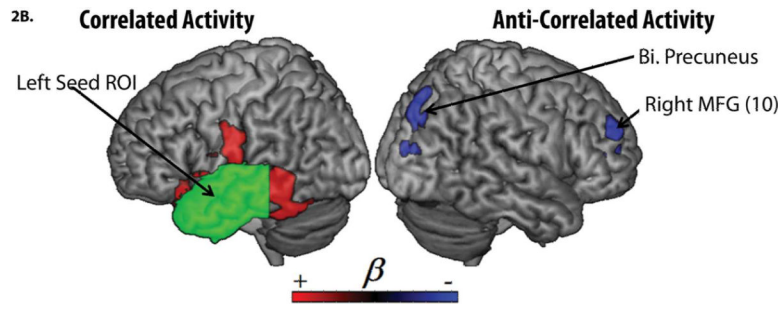 2B.
Correlated Activity
Anti-Correlated Activity
Left Seed ROI
Bi. Precuneus
Right MFG (10)
+ β -